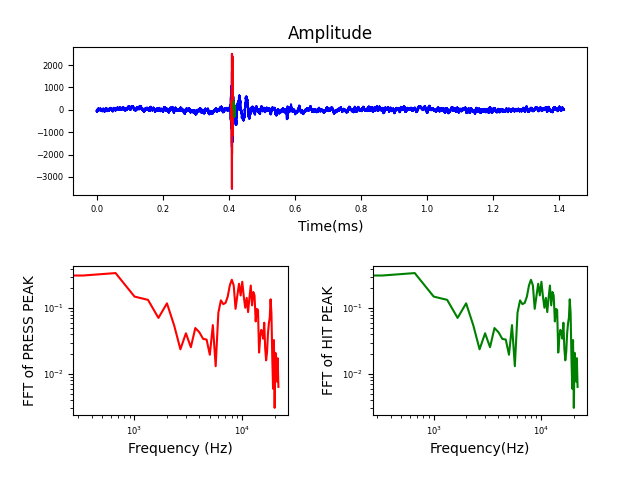 Amplitude
2000
1000
0
−1000
−2000
−3000
0.0 0.2 0.4 0.6 0.8 1.0 1.2 1.4
Time(ms)
FFT of PRESS PEAK
10⁻¹
10⁻²
10³ 10⁴
Frequency (Hz)
FFT of HIT PEAK
10⁻¹
10⁻²
10³ 10⁴
Frequency(Hz)